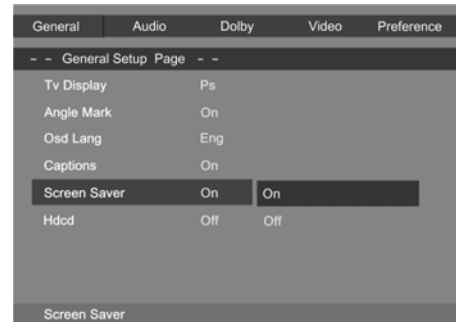 General Audio Dolby Video Preference
- - General Setup Page - -
Tv Display Ps
Angle Mark On
Osd Lang Eng
Captions On
Screen Saver On On
Hdcd Off Off
Screen Saver